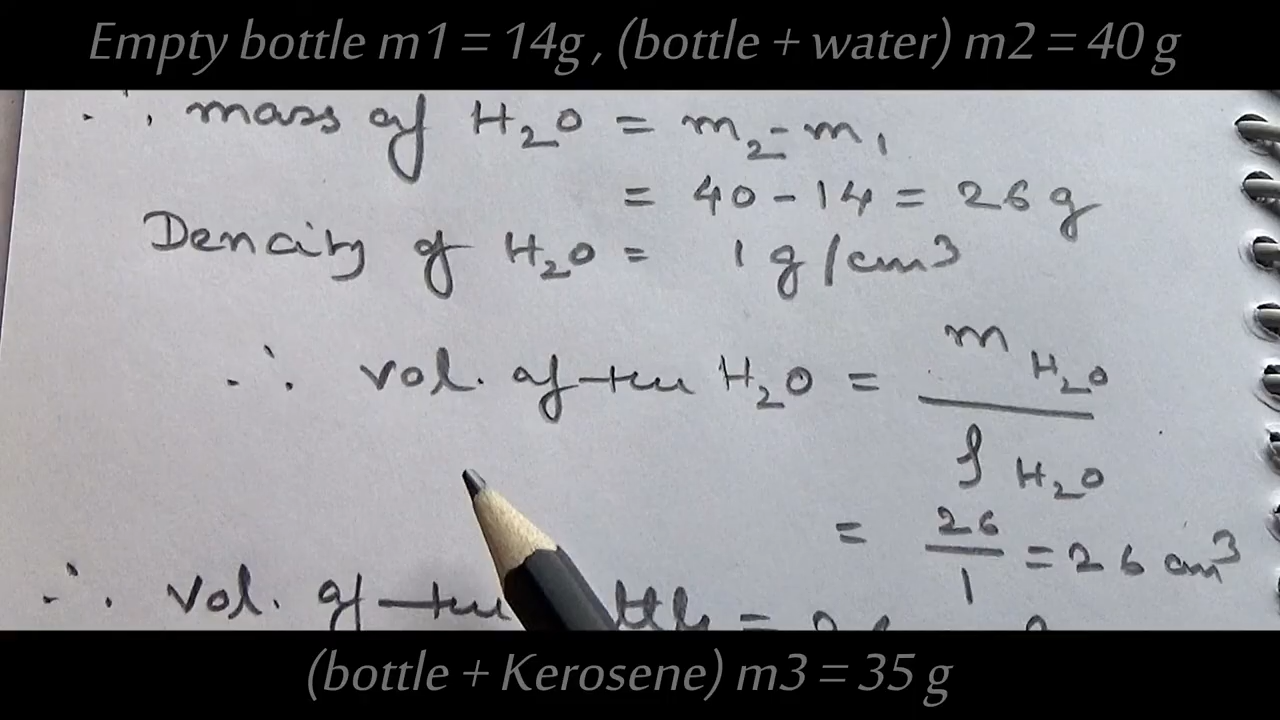 Empty bottle m1 = 14g , (bottle + water) m2 = 40 g
∴ mass of H₂O = m₂ - m₁
= 40 - 14 = 26 g
Dencity of H₂O = 1 g/cm³
∴ vol. of the H₂O = m H₂O / ρ H₂O
= 26/1 = 26 cm³
∴ vol. of the
(bottle + Kerosene) m3 = 35 g